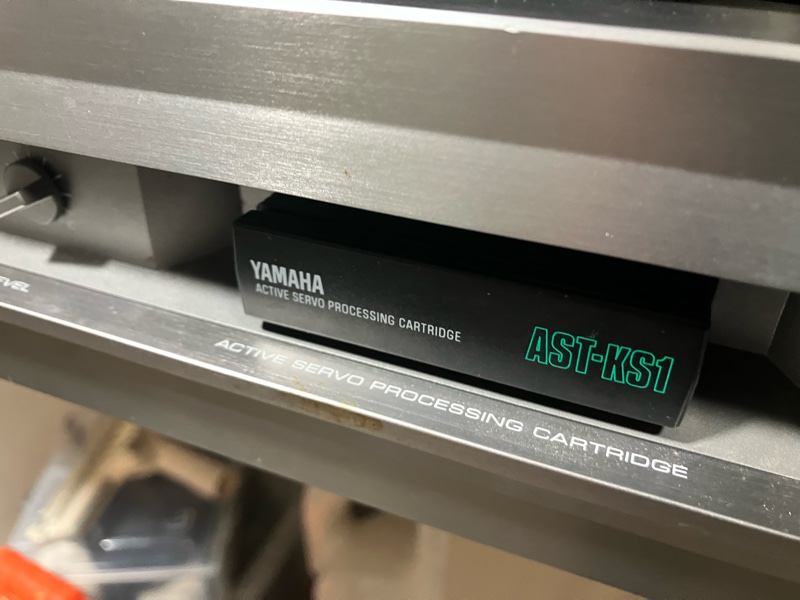 YAMAHA
ACTIVE SERVO PROCESSING CARTRIDGE
AST-KS1
ACTIVE SERVO PROCESSING CARTRIDGE